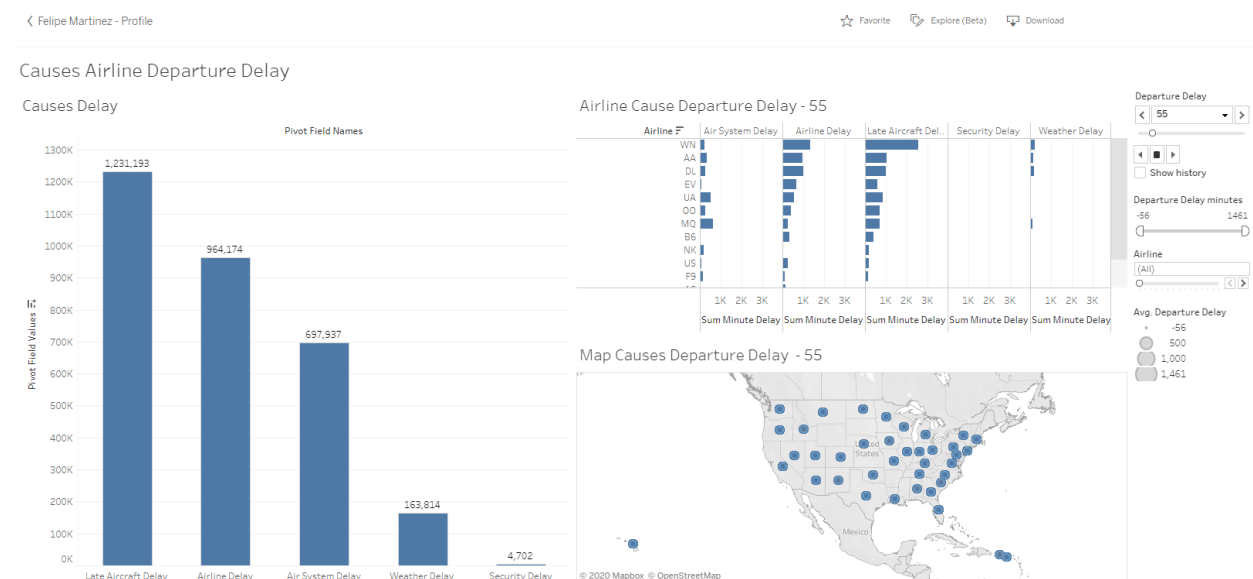 Felipe Martinez - Profile
Favorite
Explore (Beta)
Download
Causes Airline Departure Delay
Causes Delay
Pivot Field Names
1300K
1200K
1100K
1000K
900K
800K
700K
600K
500K
400K
300K
200K
100K
0K
Pivot Field Values
1,231,193
964,174
697,937
163,814
4,702
Late Aircraft Delay
Airline Delay
Air System Delay
Weather Delay
Security Delay
Airline Cause Departure Delay - 55
Airline
Air System Delay
Airline Delay
Late Aircraft Del..
Security Delay
Weather Delay
WN
AA
DL
EV
UA
OO
MQ
B6
NK
US
F9
1K 2K 3K
1K 2K 3K
1K 2K 3K
1K 2K 3K
1K 2K 3K
Sum Minute Delay
Sum Minute Delay
Sum Minute Delay
Sum Minute Delay
Sum Minute Delay
Map Causes Departure Delay - 55
United
States
Mexico
© 2020 Mapbox © OpenStreetMap
Departure Delay
55
Show history
Departure Delay minutes
-56 1461
Airline
(All)
Avg. Departure Delay
-56
500
1,000
1,461